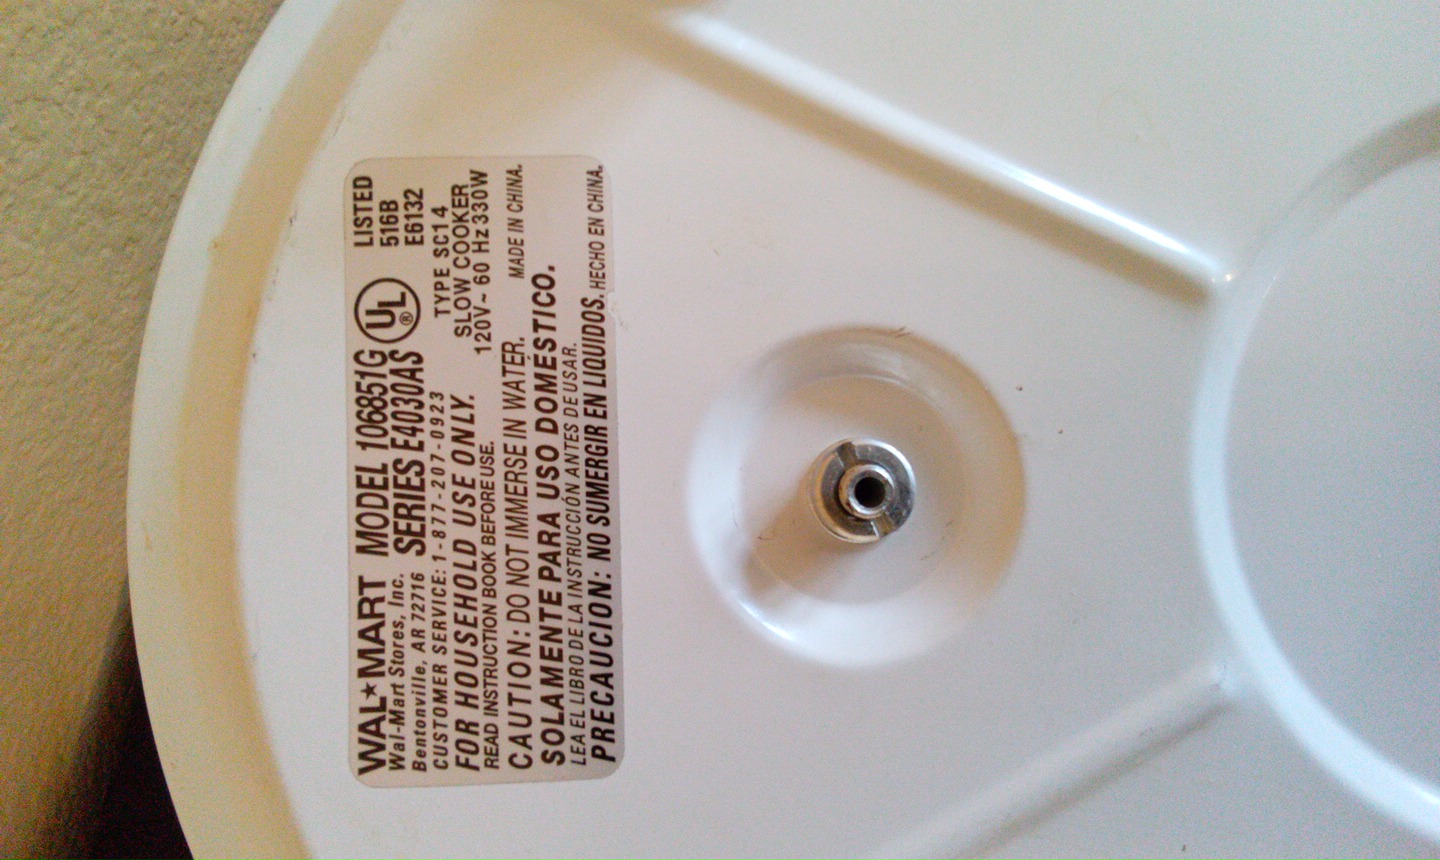 WAL★MART MODEL 106851G UL® LISTED
Wal-Mart Stores, Inc. SERIES E4030AS 516B
Bentonville, AR 72716 E6132
CUSTOMER SERVICE: 1-877-207-0923 TYPE SC1 4
FOR HOUSEHOLD USE ONLY. SLOW COOKER
READ INSTRUCTION BOOK BEFORE USE. 120V~ 60 Hz 330W
CAUTION: DO NOT IMMERSE IN WATER. MADE IN CHINA.
SOLAMENTE PARA USO DOMÉSTICO.
LEA EL LIBRO DE LA INSTRUCCIÓN ANTES DE USAR.
PRECAUCION: NO SUMERGIR EN LIQUIDOS. HECHO EN CHINA.